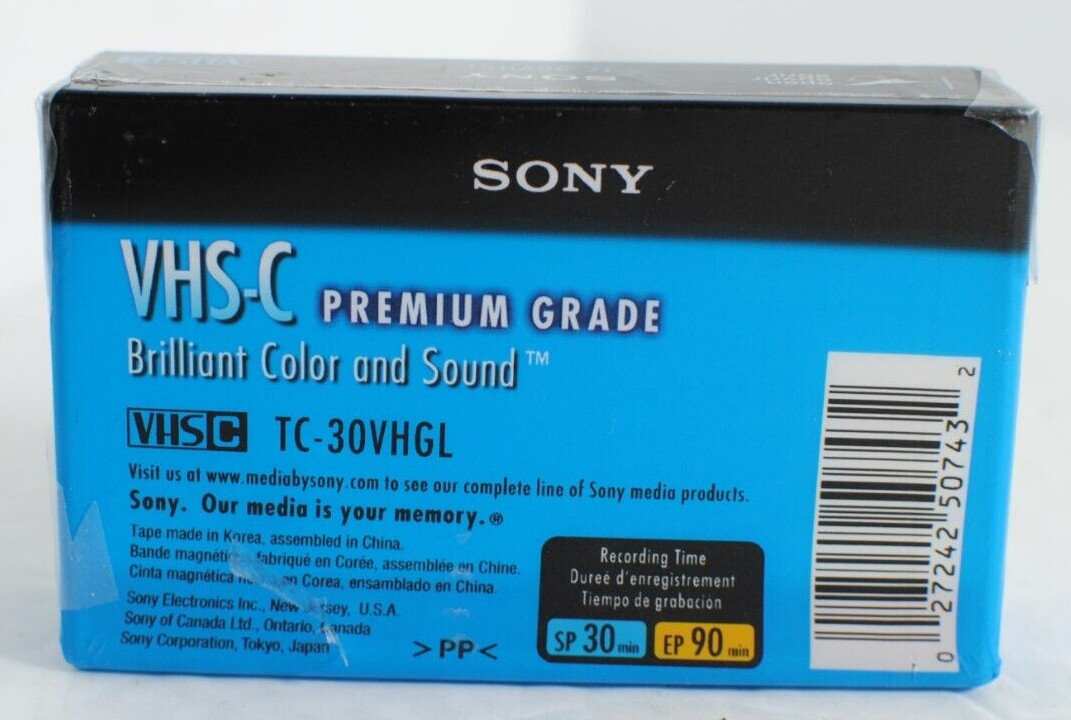 SONY
SONY
VHS-C PREMIUM GRADE
Brilliant Color and Sound™
VHS C TC-30VHGL
Visit us at www.mediabysony.com to see our complete line of Sony media products.
Sony. Our media is your memory.®
Tape made in Korea, assembled in China.
Bande magnétique fabriqué en Corée, assemblée en Chine.
Cinta magnética en Corea, ensamblado en China.
Sony Electronics Inc., New Jersey, U.S.A.
Sony of Canada Ltd., Ontario, Canada
Sony Corporation, Tokyo, Japan
>PP<
Recording Time
Dureé d'enregistrement
Tiempo de grabación
SP 30 min EP 90 min
0 27242 50743 2